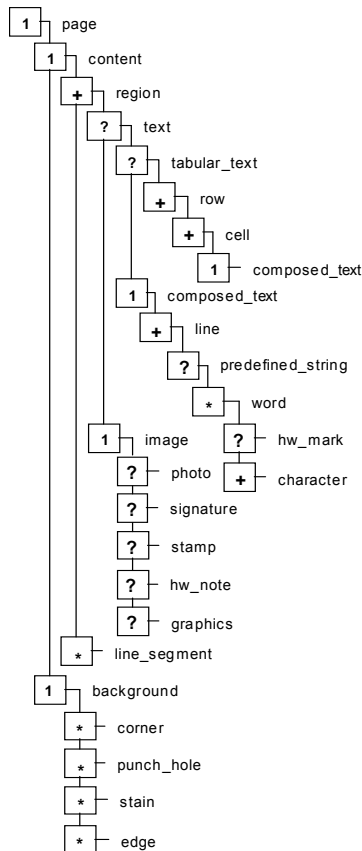 1 page
1 content
+ region
? text
? tabular_text
+ row
+ cell
1 composed_text
1 composed_text
+ line
? predefined_string
* word
1 image
? hw_mark
? photo
+ character
? signature
? stamp
? hw_note
? graphics
* line_segment
1 background
* corner
* punch_hole
* stain
* edge